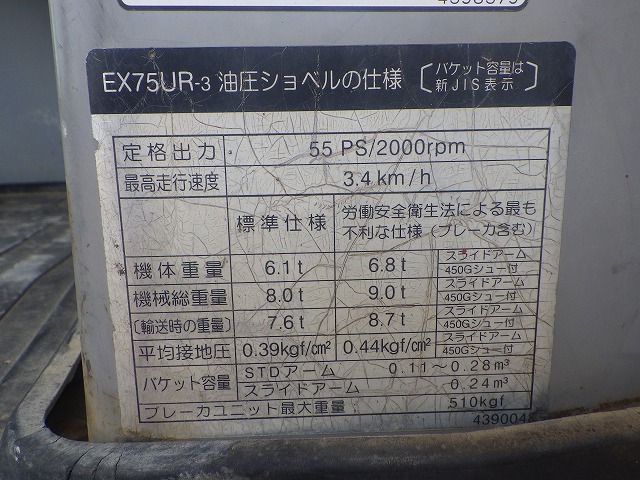 EX75UR-3 油圧ショベルの仕様 〔バケット容量は
新JIS表示〕
定格出力 55 PS/2000rpm
最高走行速度 3.4km/h
標準仕様 労働安全衛生法による最も
不利な仕様(ブレーカ含む)
機体重量 6.1t 6.8t スライドアーム
450Gシュー付
機械総重量 8.0t 9.0t スライドアーム
450Gシュー付
〔輸送時の重量〕 7.6t 8.7t スライドアーム
450Gシュー付
平均接地圧 0.39kgf/cm² 0.44kgf/cm² スライドアーム
450Gシュー付
バケット容量 STDアーム 0.11~0.28m³
スライドアーム 0.24m³
ブレーカユニット最大重量 510kgf